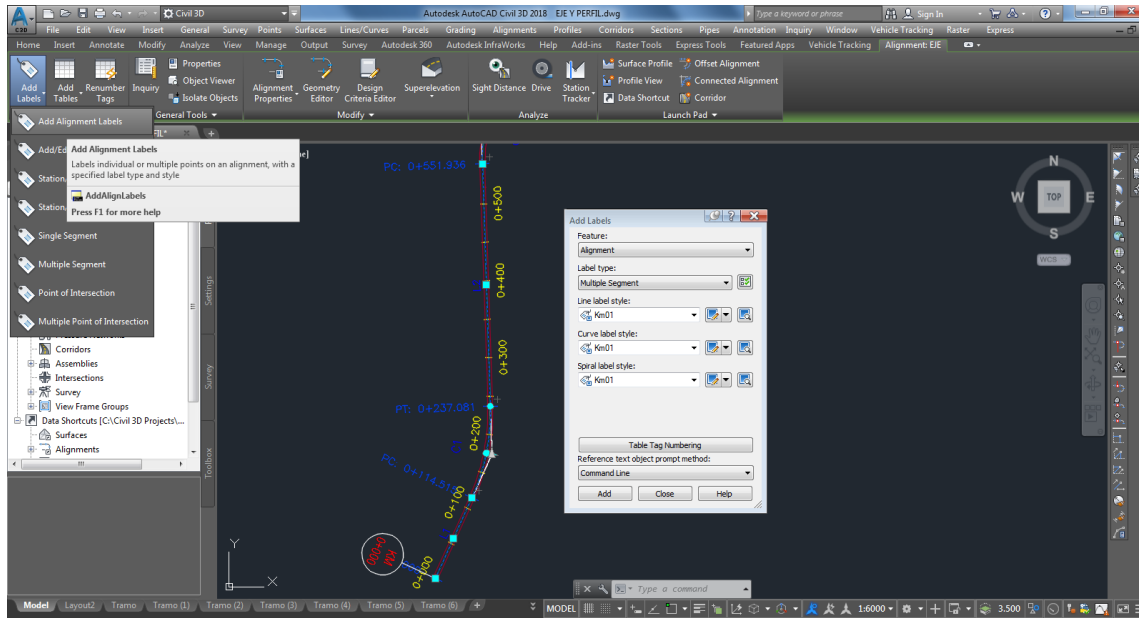 Civil 3D
Autodesk AutoCAD Civil 3D 2018 EJE Y PERFIL.dwg
Type a keyword or phrase
Sign In
C3D
File Edit View Insert General Survey Points Surfaces Lines/Curves Parcels Grading Alignments Profiles Corridors Sections Pipes Annotation Inquiry Window Vehicle Tracking Raster Express
Home Insert Annotate Modify Analyze View Manage Output Survey Autodesk 360 Autodesk InfraWorks Help Add-ins Raster Tools Express Tools Featured Apps Vehicle Tracking Alignment: EJE
Add Labels
Add Tables
Renumber Tags
Inquiry
Properties
Object Viewer
Isolate Objects
General Tools
Alignment Properties
Geometry Editor
Design Criteria Editor
Superelevation
Modify
Sight Distance
Drive
Station Tracker
Analyze
Surface Profile
Profile View
Data Shortcut
Offset Alignment
Connected Alignment
Corridor
Launch Pad
Add Alignment Labels
Add/Ed
Station
Station
Single Segment
Multiple Segment
Point of Intersection
Multiple Point of Intersection
Add Alignment Labels
Labels individual or multiple points on an alignment, with a
specified label type and style
AddAlignLabels
Press F1 for more help
Corridors
Assemblies
Intersections
Survey
View Frame Groups
Data Shortcuts [C:\Civil 3D Projects\...
Surfaces
Alignments
Settings
Survey
Toolbox
PC: 0+551.936
0+500
0+400
0+300
PT: 0+237.081
0+200
C1
0+100
KM
0+000
0+000
Y
X
N
W
TOP
E
S
WCS
Add Labels
Feature:
Alignment
Label type:
Multiple Segment
Line label style:
Km01
Curve label style:
Km01
Spiral label style:
Km01
Table Tag Numbering
Reference text object prompt method:
Command Line
Add Close Help
Type a command
Model Layout2 Tramo Tramo (1) Tramo (2) Tramo (3) Tramo (4) Tramo (5) Tramo (6)
MODEL
1:6000
3.500